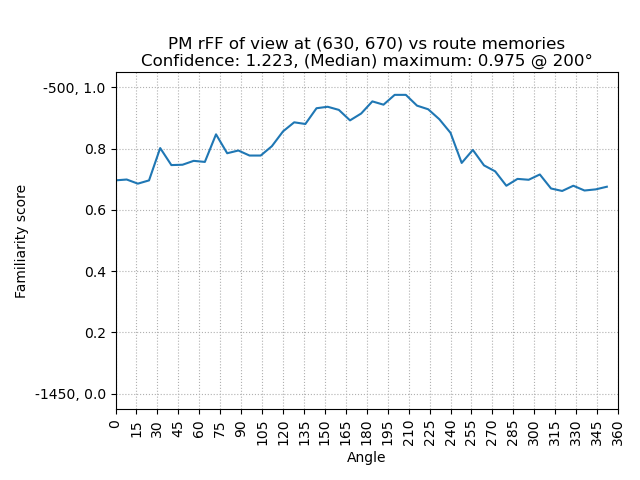 PM rFF of view at (630, 670) vs route memories
Confidence: 1.223, (Median) maximum: 0.975 @ 200°
-500, 1.0
0.8
0.6
0.4
0.2
-1450, 0.0
Familiarity score
0 15 30 45 60 75 90 105 120 135 150 165 180 195 210 225 240 255 270 285 300 315 330 345 360
Angle